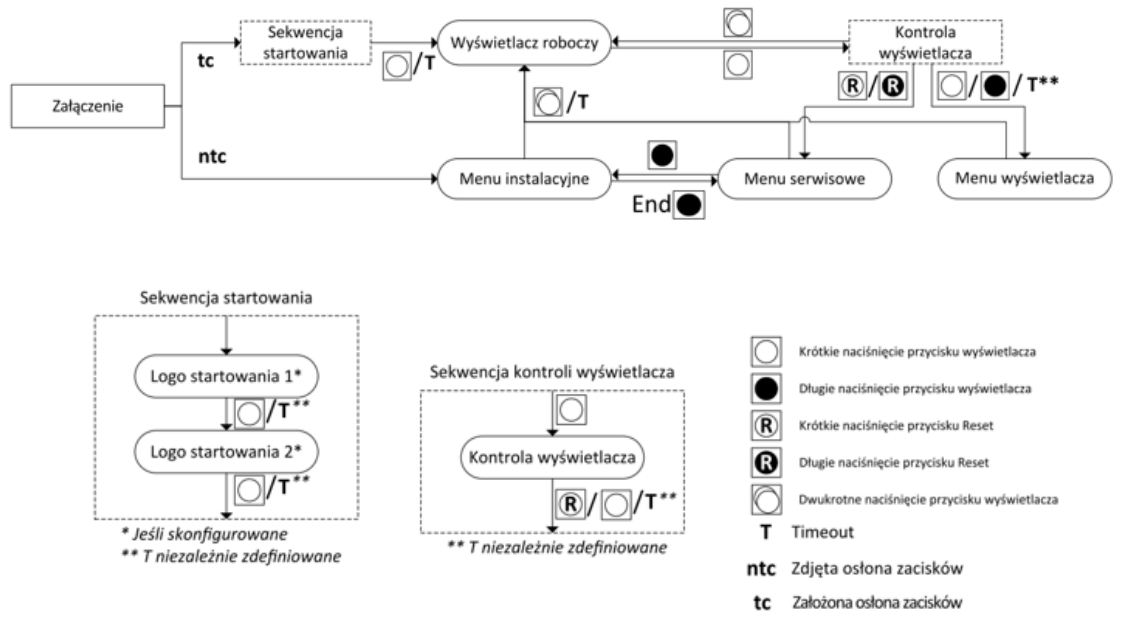 Załączenie
tc
ntc
Sekwencja
startowania
/T
Wyświetlacz roboczy
Kontrola
wyświetlacza
R / R
/ / T**
/T
Menu instalacyjne
End
Menu serwisowe
Menu wyświetlacza
Sekwencja startowania
Logo startowania 1*
/T**
Logo startowania 2*
/T**
* Jeśli skonfigurowane
** T niezależnie zdefiniowane
Sekwencja kontroli wyświetlacza
Kontrola wyświetlacza
R / / T**
** T niezależnie zdefiniowane
Krótkie naciśnięcie przycisku wyświetlacza
Długie naciśnięcie przycisku wyświetlacza
R Krótkie naciśnięcie przycisku Reset
R Długie naciśnięcie przycisku Reset
Dwukrotne naciśnięcie przycisku wyświetlacza
T Timeout
ntc Zdjęta osłona zacisków
tc Założona osłona zacisków